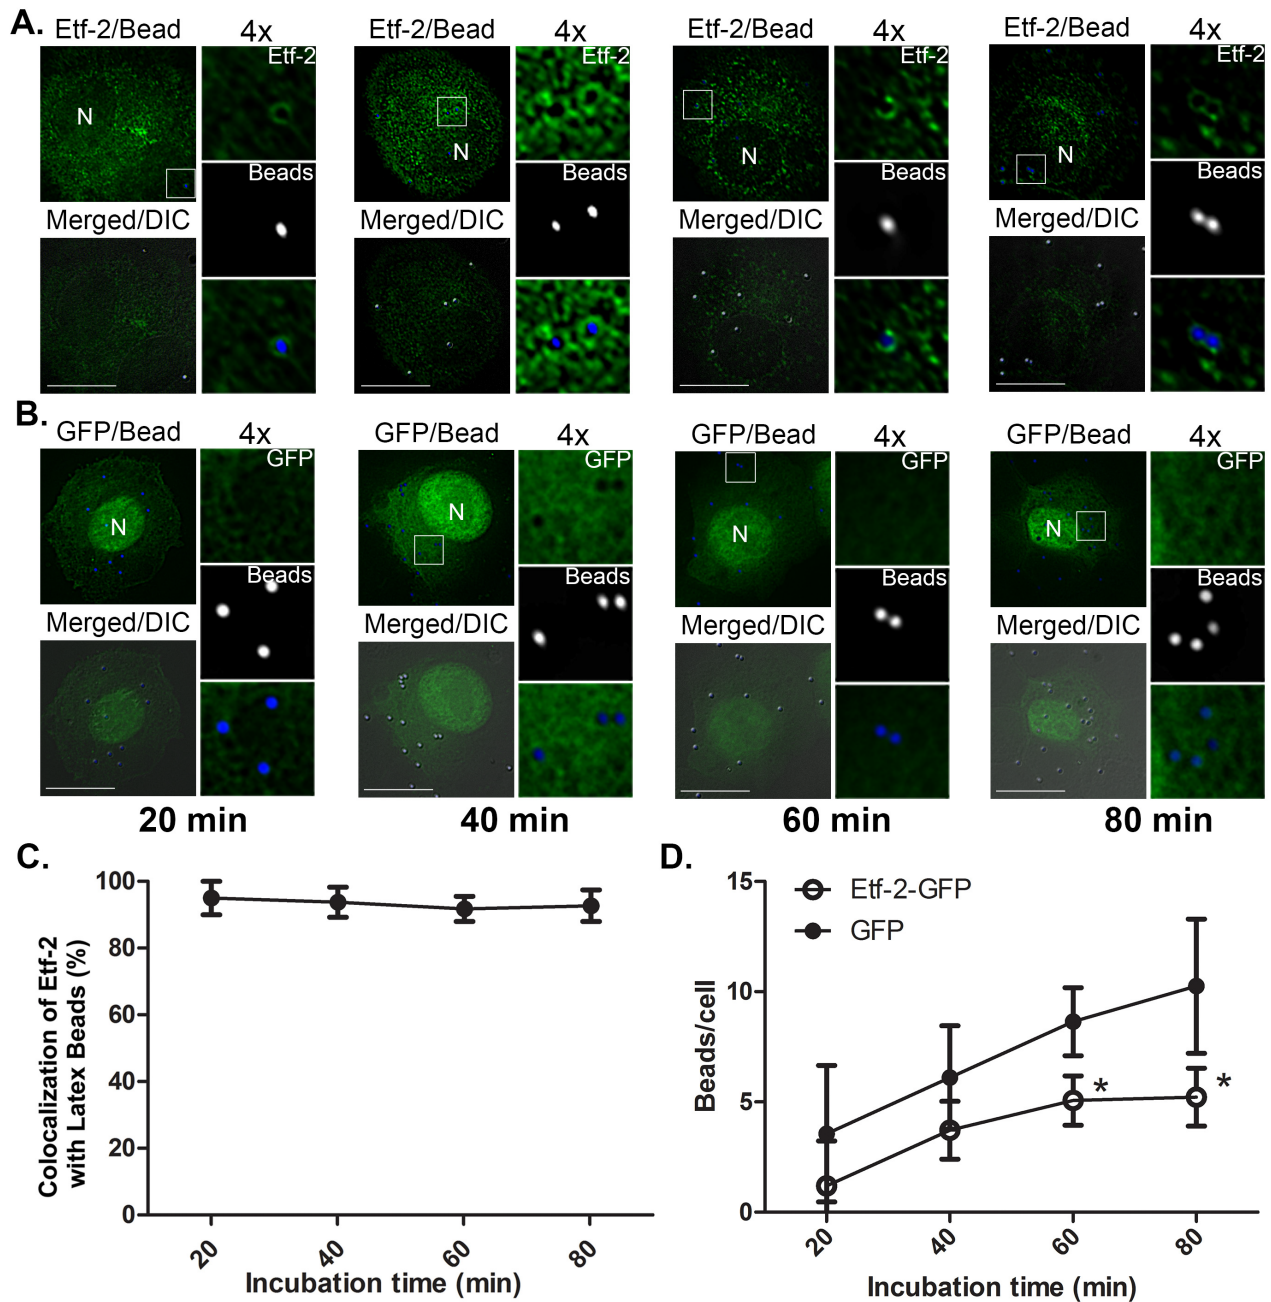 A.
Etf-2/Bead 4x Etf-2/Bead 4x Etf-2/Bead 4x Etf-2/Bead 4x
Etf-2 Etf-2 Etf-2 Etf-2
N N N N
Beads Beads Beads Beads
Merged/DIC Merged/DIC Merged/DIC Merged/DIC
B.
GFP/Bead 4x GFP/Bead 4x GFP/Bead 4x GFP/Bead 4x
GFP GFP GFP GFP
N N N N
Beads Beads Beads Beads
Merged/DIC Merged/DIC Merged/DIC Merged/DIC
20 min 40 min 60 min 80 min
C.
Colocalization of Etf-2
with Latex Beads (%)
100
80
60
40
20
0
20 40 60 80
Incubation time (min)
D.
Beads/cell
15
10
5
0
Etf-2-GFP
GFP
* *
20 40 60 80
Incubation time (min)